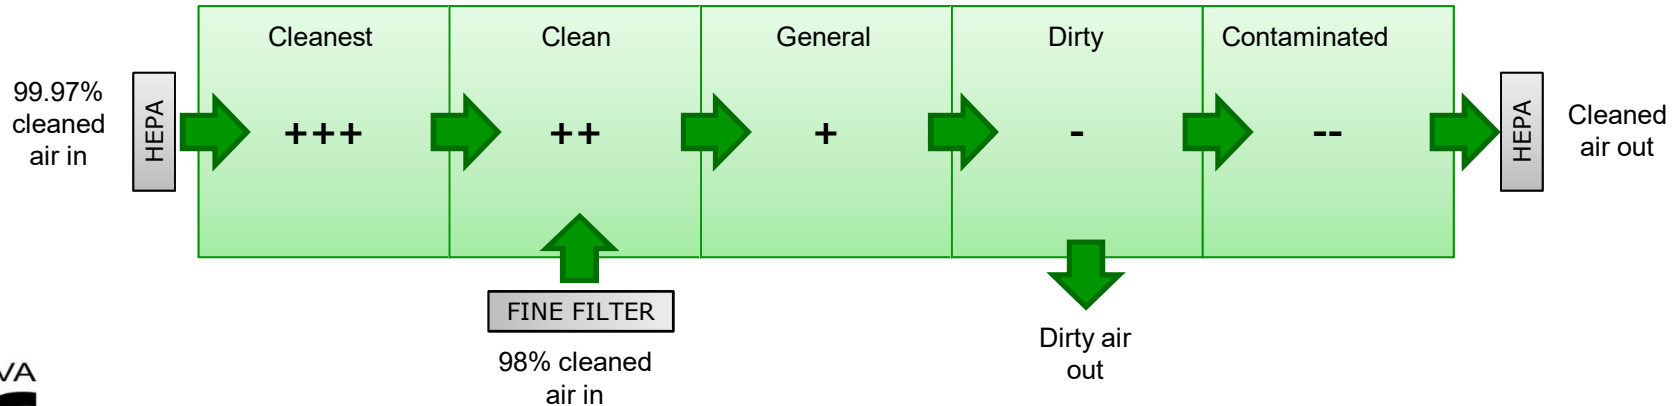 Cleanest
Clean
General
Dirty
Contaminated
99.97%
cleaned
air in
HEPA
+++
++
+
-
--
HEPA
Cleaned
air out
FINE FILTER
98% cleaned
air in
Dirty air
out
VA